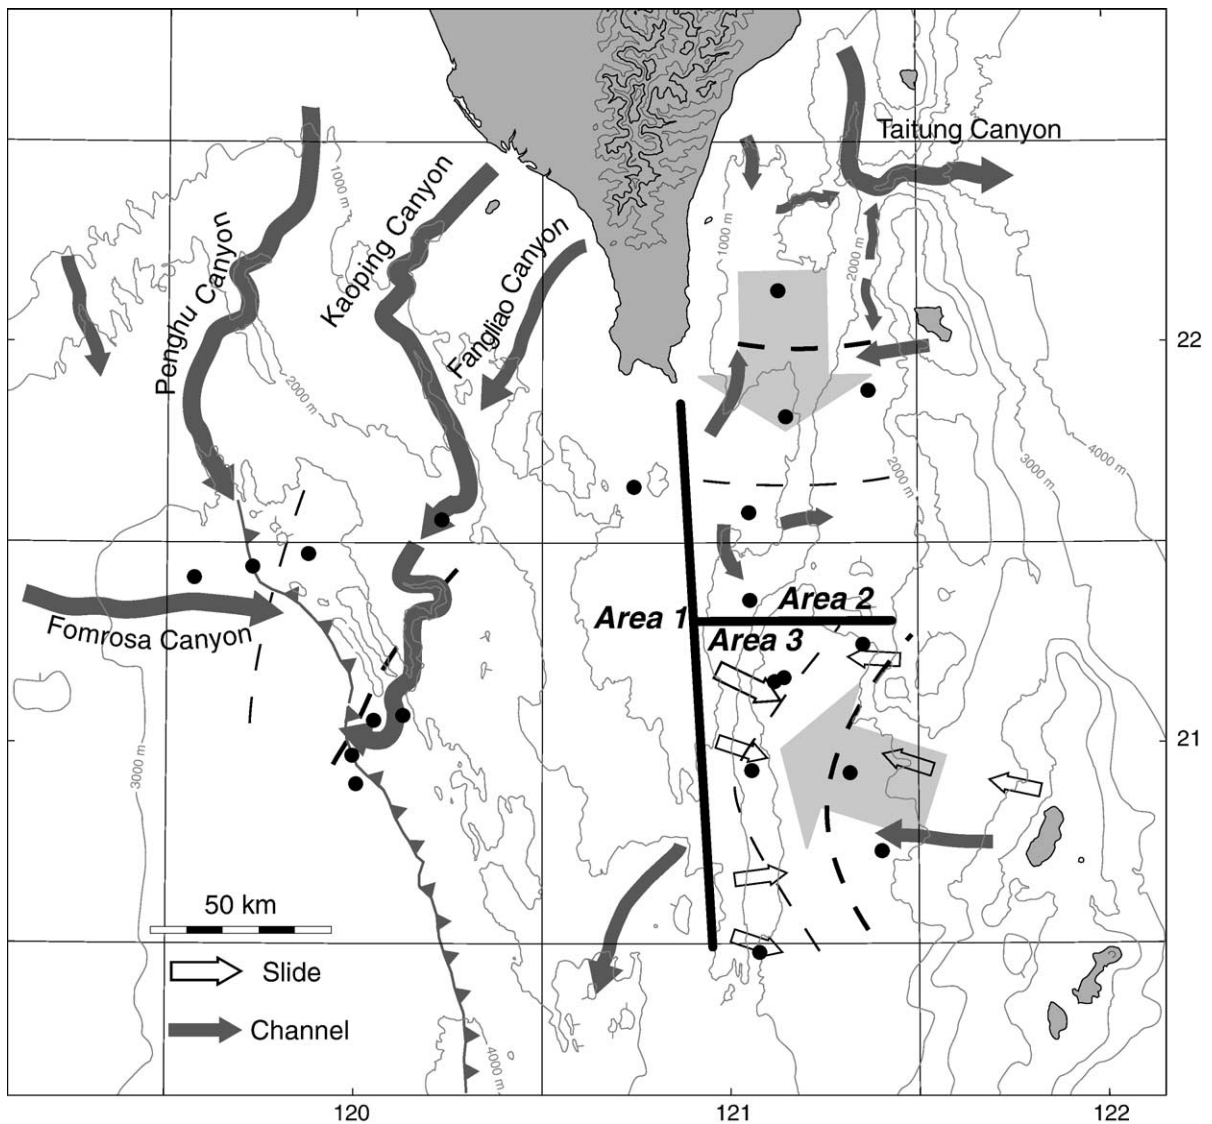 Taitung Canyon
1000 m
Penghu Canyon
Kaoping Canyon
Fangliao Canyon
1000 m
2000 m
22
2000 m
2000 m
3000 m
4000 m
Fomrosa Canyon
Area 1
Area 2
Area 3
3000 m
21
50 km
Slide
Channel
4000 m
120
121
122